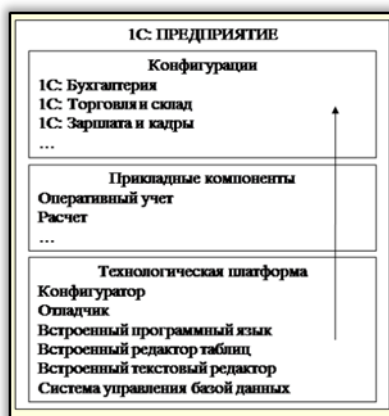 1С: ПРЕДПРИЯТИЕ
Конфигурации
1С: Бухгалтерия
1С: Торговля и склад
1С: Зарплата и кадры
...
Прикладные компоненты
Оперативный учет
Расчет
...
Технологическая платформа
Конфигуратор
Отладчик
Встроенный программный язык
Встроенный редактор таблиц
Встроенный текстовый редактор
Система управления базой данных